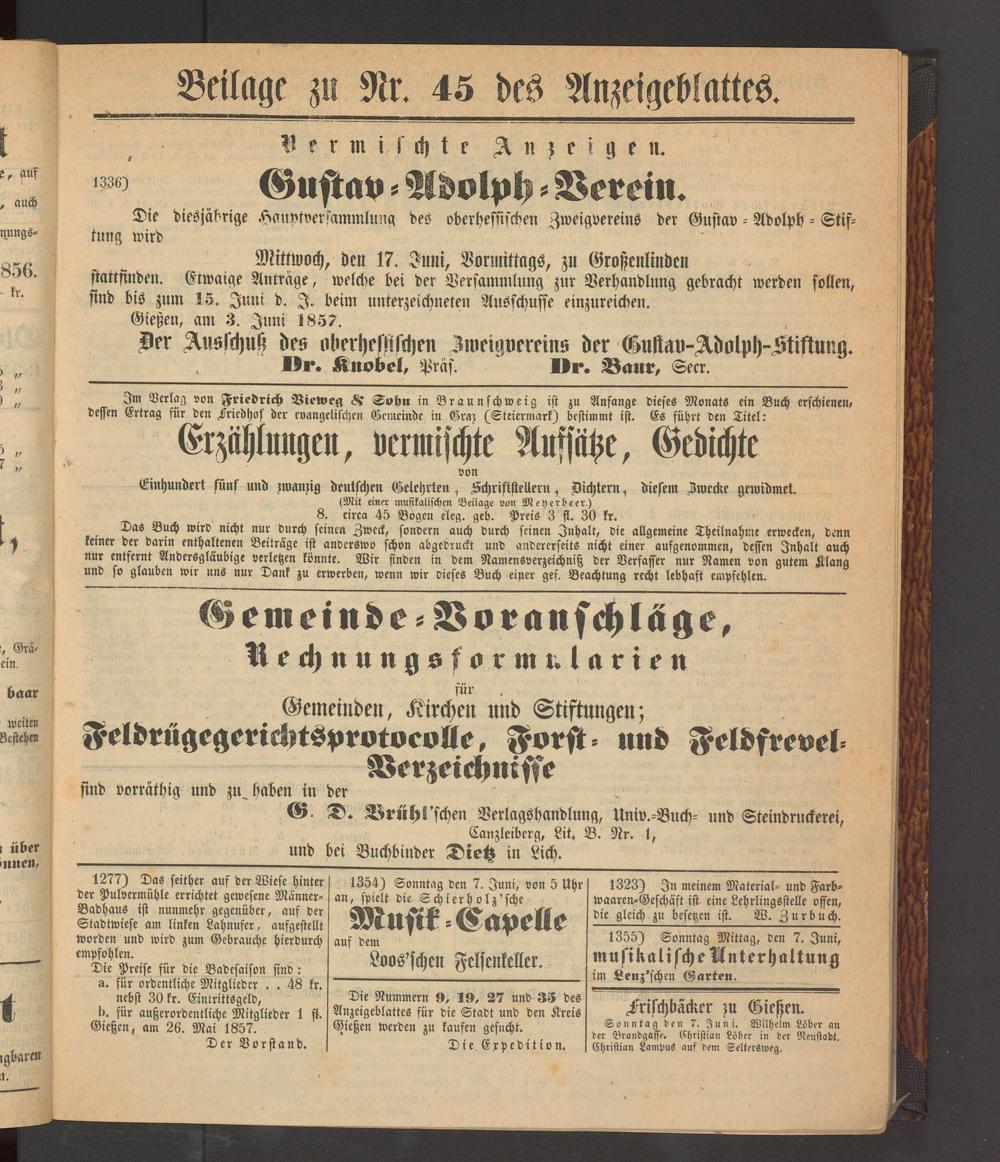 Beilage zu Nr. 45 des Anzeigeblattes.
Vermischte Anzeigen.
1336) Gustav-Adolph-Verein.
Die diesjährige Hauptversammlung des oberhessischen Zweigvereins der Gustav-Adolph-Stif-
tung wird
Mittwoch, den 17. Juni, Vormittags, zu Großenlinden
stattfinden. Etwaige Anträge, welche bei der Versammlung zur Verhandlung gebracht werden sollen,
sind bis zum 15. Juni d. J. beim unterzeichneten Ausschusse einzureichen.
Gießen, am 3. Juni 1857.
Der Ausschuß des oberhessischen Zweigvereins der Gustav-Adolph-Stiftung.
Dr. Knobel, Präs. Dr. Baur, Secr.
Im Verlag von Friedrich Vieweg & Sohn in Braunschweig ist zu Anfange dieses Monats ein Buch erschienen,
dessen Ertrag für den Friedhof der evangelischen Gemeinde in Graz (Steiermark) bestimmt ist. Es führt den Titel:
Erzählungen, vermischte Aufsätze, Gedichte
von
Einhundert fünf und zwanzig deutschen Gelehrten, Schriftstellern, Dichtern, diesem Zwecke gewidmet.
(Mit einer musikalischen Beilage von Meyerbeer.)
8. circa 45 Bogen eleg. geh. Preis 3 fl. 30 kr.
Das Buch wird nicht nur durch seinen Zweck, sondern auch durch seinen Inhalt, die allgemeine Theilnahme erwecken, denn
keiner der darin enthaltenen Beiträge ist anderswo schon abgedruckt und andererseits nicht einer aufgenommen, dessen Inhalt auch
nur entfernt Andersgläubige verletzen könnte. Wir finden in dem Namensverzeichniß der Verfasser nur Namen von gutem Klang
und so glauben wir uns nur Dank zu erwerben, wenn wir dieses Buch einer gef. Beachtung recht lebhaft empfehlen.
Gemeinde-Voranschläge,
Rechnungsformularien
für
Gemeinden, Kirchen und Stiftungen;
Feldrügegerichtsprotocolle, Forst- und Feldfrevel-
Verzeichnisse
sind vorräthig und zu haben in der
G. D. Brühl'schen Verlagshandlung, Univ.-Buch- und Steindruckerei,
Canzleiberg, Lit. B. Nr. 1,
und bei Buchbinder Dietz in Lich.
1277) Das seither auf der Wiese hinter
der Pulvermühle errichtet gewesene Männer-
Badhaus ist nunmehr gegenüber, auf der
Stadtwiese am linken Lahnufer, aufgestellt
worden und wird zum Gebrauche hierdurch
empfohlen.
Die Preise für die Badesaison sind:
a. für ordentliche Mitglieder . . 48 kr.
nebst 30 kr. Eintrittsgeld,
b. für außerordentliche Mitglieder 1 fl.
Gießen, am 26. Mai 1857.
Der Vorstand.
1354) Sonntag den 7. Juni, von 5 Uhr
an, spielt die Schierholz'sche
Musik-Capelle
auf dem
Loos'schen Felsenkeller.
Die Nummern 9, 19, 27 und 35 des
Anzeigeblattes für die Stadt und den Kreis
Gießen werden zu kaufen gesucht.
Die Expedition.
1323) In meinem Material- und Farb-
waaren-Geschäft ist eine Lehrlingsstelle offen,
die gleich zu besetzen ist. W. Zurbuch.
1355) Sonntag Mittag, den 7. Juni,
musikalische Unterhaltung
im Lenz'schen Garten.
Frischbäcker zu Gießen.
Sonntag den 7. Juni. Wilhelm Löber an
der Brandgasse. Christian Löber in der Neustadt.
Christian Lampus auf dem Seltersweg.
e, auf
, auch
nungs-
856.
- kr.
, Grä-
ein.
baar
weiten
Bestehen
über
nnen,
gbaren